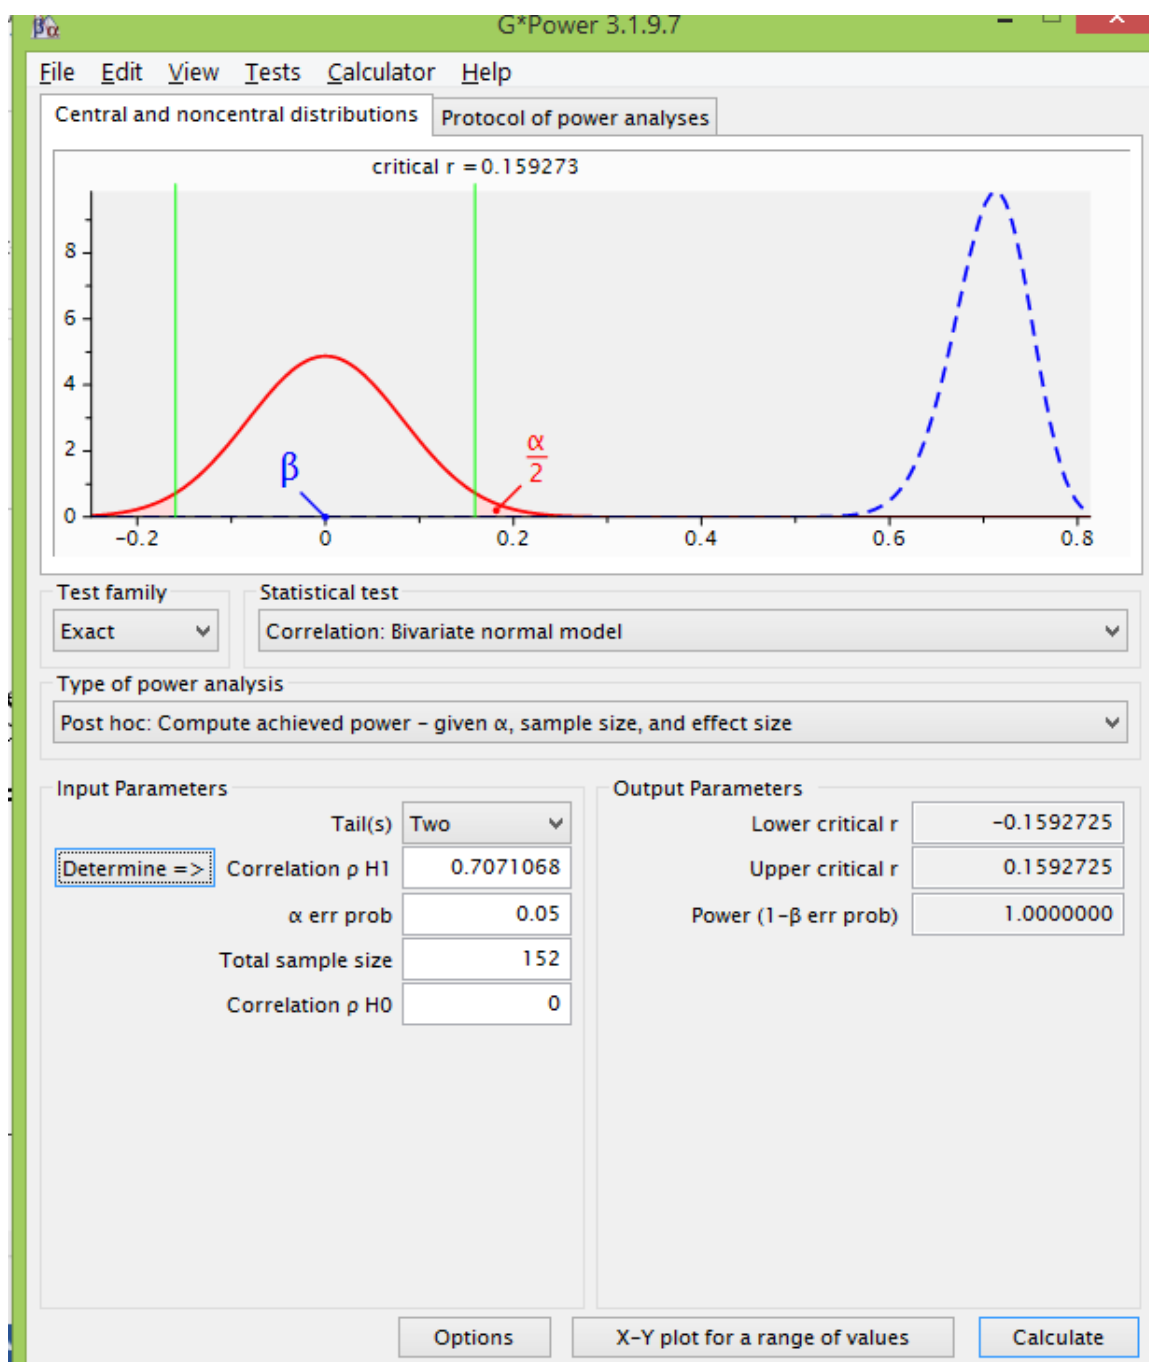 G*Power 3.1.9.7
File Edit View Tests Calculator Help
Central and noncentral distributions Protocol of power analyses
critical r = 0.159273
8
6
4
2
0
β
α
2
-0.2 0 0.2 0.4 0.6 0.8
Test family Statistical test
Exact Correlation: Bivariate normal model
Type of power analysis
Post hoc: Compute achieved power – given α, sample size, and effect size
Input Parameters
Tail(s) Two
Determine => Correlation ρ H1 0.7071068
α err prob 0.05
Total sample size 152
Correlation ρ H0 0
Output Parameters
Lower critical r -0.1592725
Upper critical r 0.1592725
Power (1-β err prob) 1.0000000
Options X-Y plot for a range of values Calculate